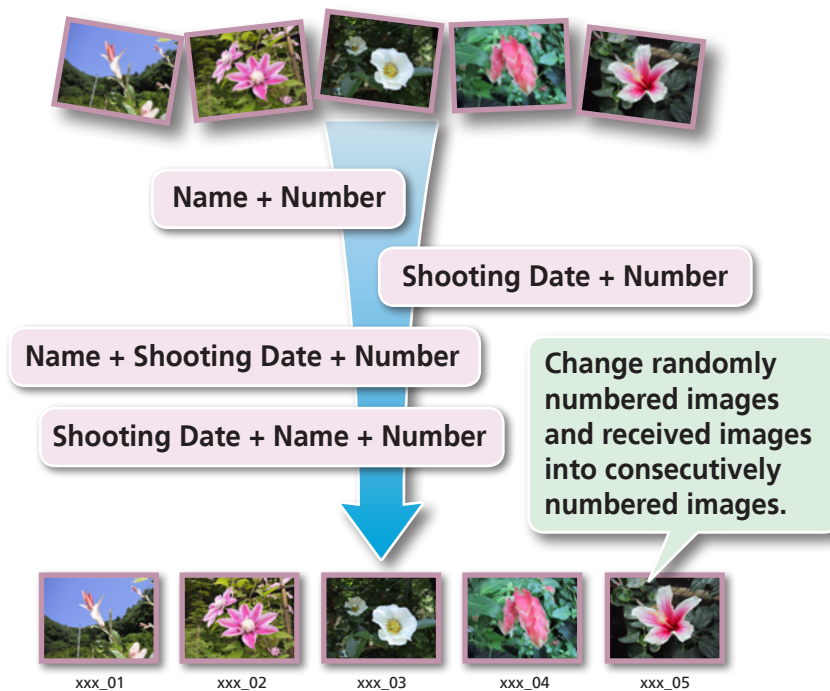 Name + Number
Shooting Date + Number
Name + Shooting Date + Number
Shooting Date + Name + Number
Change randomly
numbered images
and received images
into consecutively
numbered images.
xxx_01
xxx_02
xxx_03
xxx_04
xxx_05